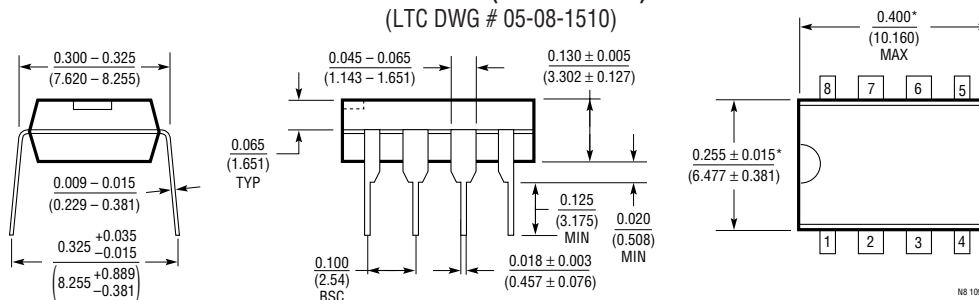 (LTC DWG # 05-08-1510)
0.300 – 0.325
(7.620 – 8.255)
0.009 – 0.015
(0.229 – 0.381)
0.325 +0.035 –0.015
(8.255 +0.889 –0.381)
0.045 – 0.065
(1.143 – 1.651)
0.130 ± 0.005
(3.302 ± 0.127)
0.065
(1.651)
TYP
0.125
(3.175)
MIN
0.020
(0.508)
MIN
0.100
(2.54)
BSC
0.018 ± 0.003
(0.457 ± 0.076)
0.400*
(10.160)
MAX
8 7 6 5
0.255 ± 0.015*
(6.477 ± 0.381)
1 2 3 4
N8